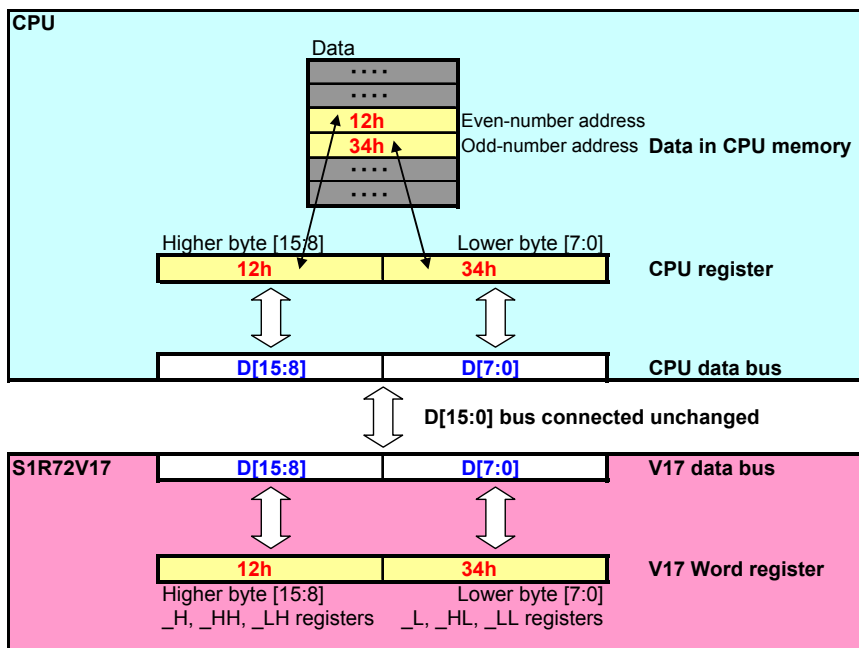 CPU
Data
....
....
12h Even-number address
34h Odd-number address Data in CPU memory
....
....
Higher byte [15:8] Lower byte [7:0]
12h 34h CPU register
D[15:8] D[7:0] CPU data bus
D[15:0] bus connected unchanged
S1R72V17 D[15:8] D[7:0] V17 data bus
12h 34h V17 Word register
Higher byte [15:8] Lower byte [7:0]
_H, _HH, _LH registers _L, _HL, _LL registers